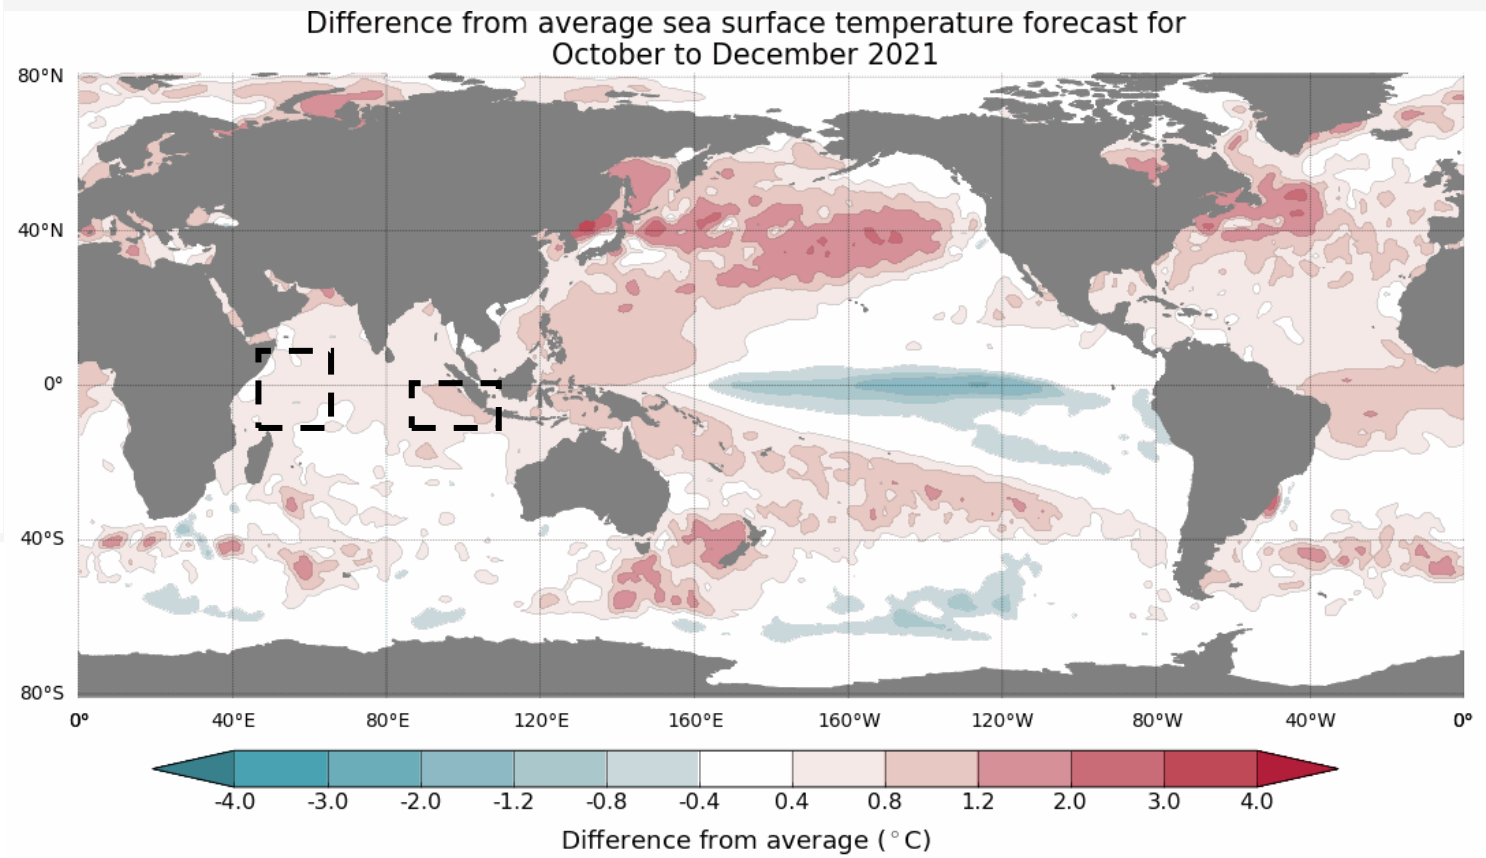 Difference from average sea surface temperature forecast for
October to December 2021
80°N
40°N
0°
40°S
80°S
0° 40°E 80°E 120°E 160°E 160°W 120°W 80°W 40°W 0°
-4.0 -3.0 -2.0 -1.2 -0.8 -0.4 0.4 0.8 1.2 2.0 3.0 4.0
Difference from average (°C)